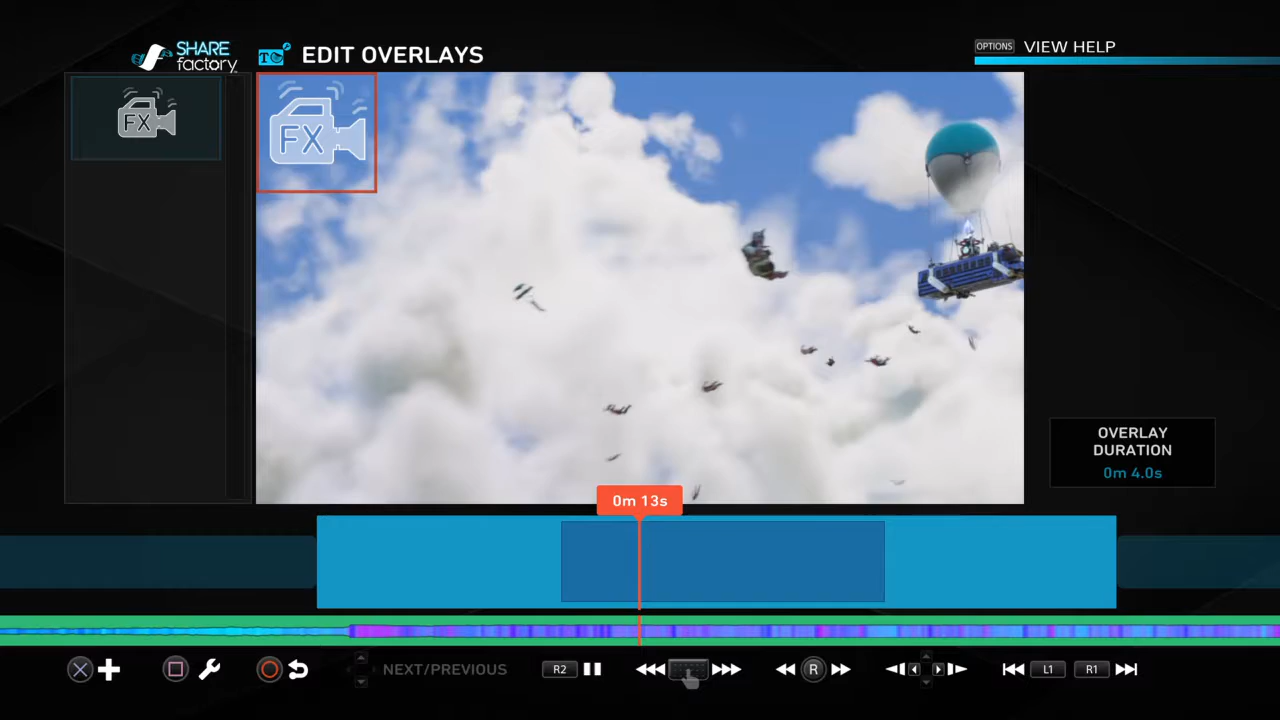 SHARE
factory
EDIT OVERLAYS
OPTIONS VIEW HELP
FX
FX
OVERLAY
DURATION
0m 4.0s
0m 13s
NEXT/PREVIOUS
R2
R
L1
R1